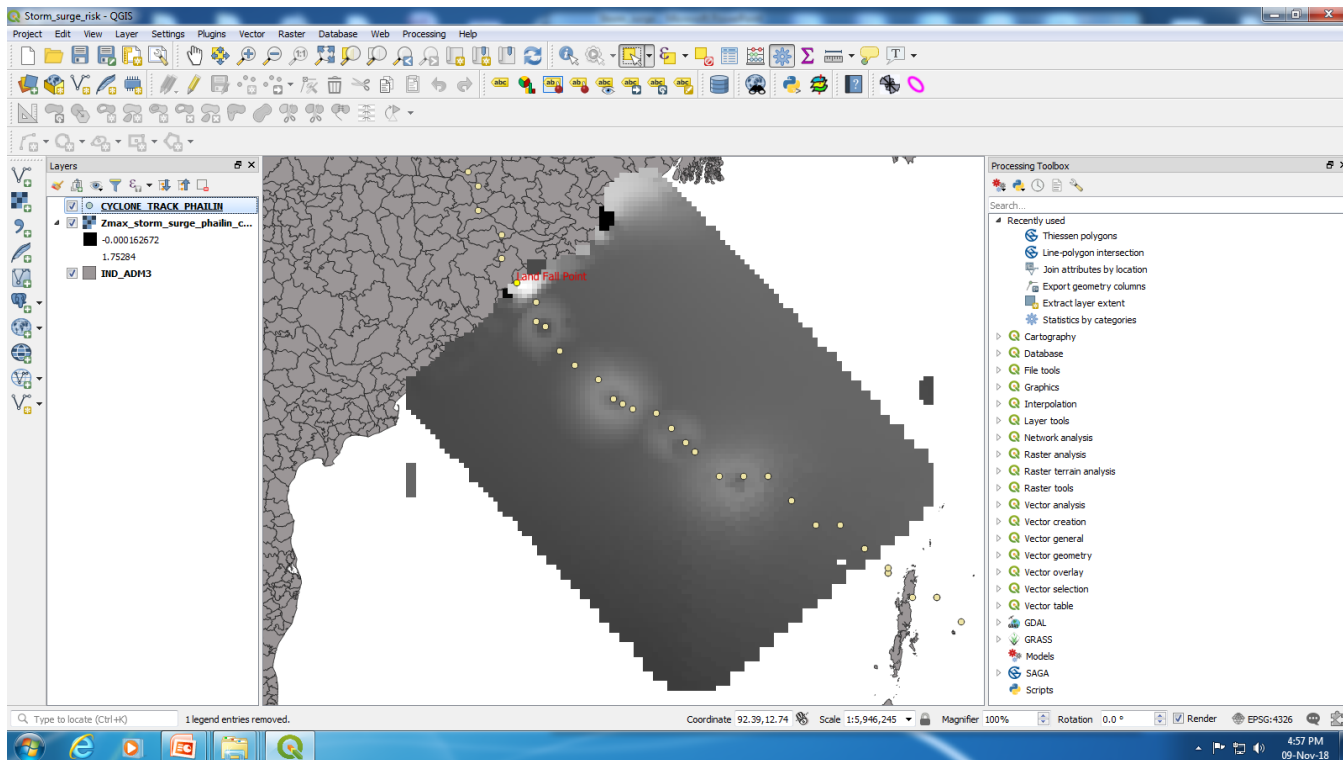 Storm_surge_risk - QGIS
Project Edit View Layer Settings Plugins Vector Raster Database Web Processing Help
Layers
CYCLONE_TRACK_PHAILIN
Zmax_storm_surge_phailin_c...
-0.000162672
1.75284
IND_ADM3
Land Fall Point
Processing Toolbox
Search...
Recently used
Thiessen polygons
Line-polygon intersection
Join attributes by location
Export geometry columns
Extract layer extent
Statistics by categories
Cartography
Database
File tools
Graphics
Interpolation
Layer tools
Network analysis
Raster analysis
Raster terrain analysis
Raster tools
Vector analysis
Vector creation
Vector general
Vector geometry
Vector overlay
Vector selection
Vector table
GDAL
GRASS
Models
SAGA
Scripts
Type to locate (Ctrl+K) 1 legend entries removed. Coordinate 92.39,12.74 Scale 1:5,946,245 Magnifier 100% Rotation 0.0 ° Render EPSG:4326
4:57 PM
09-Nov-18